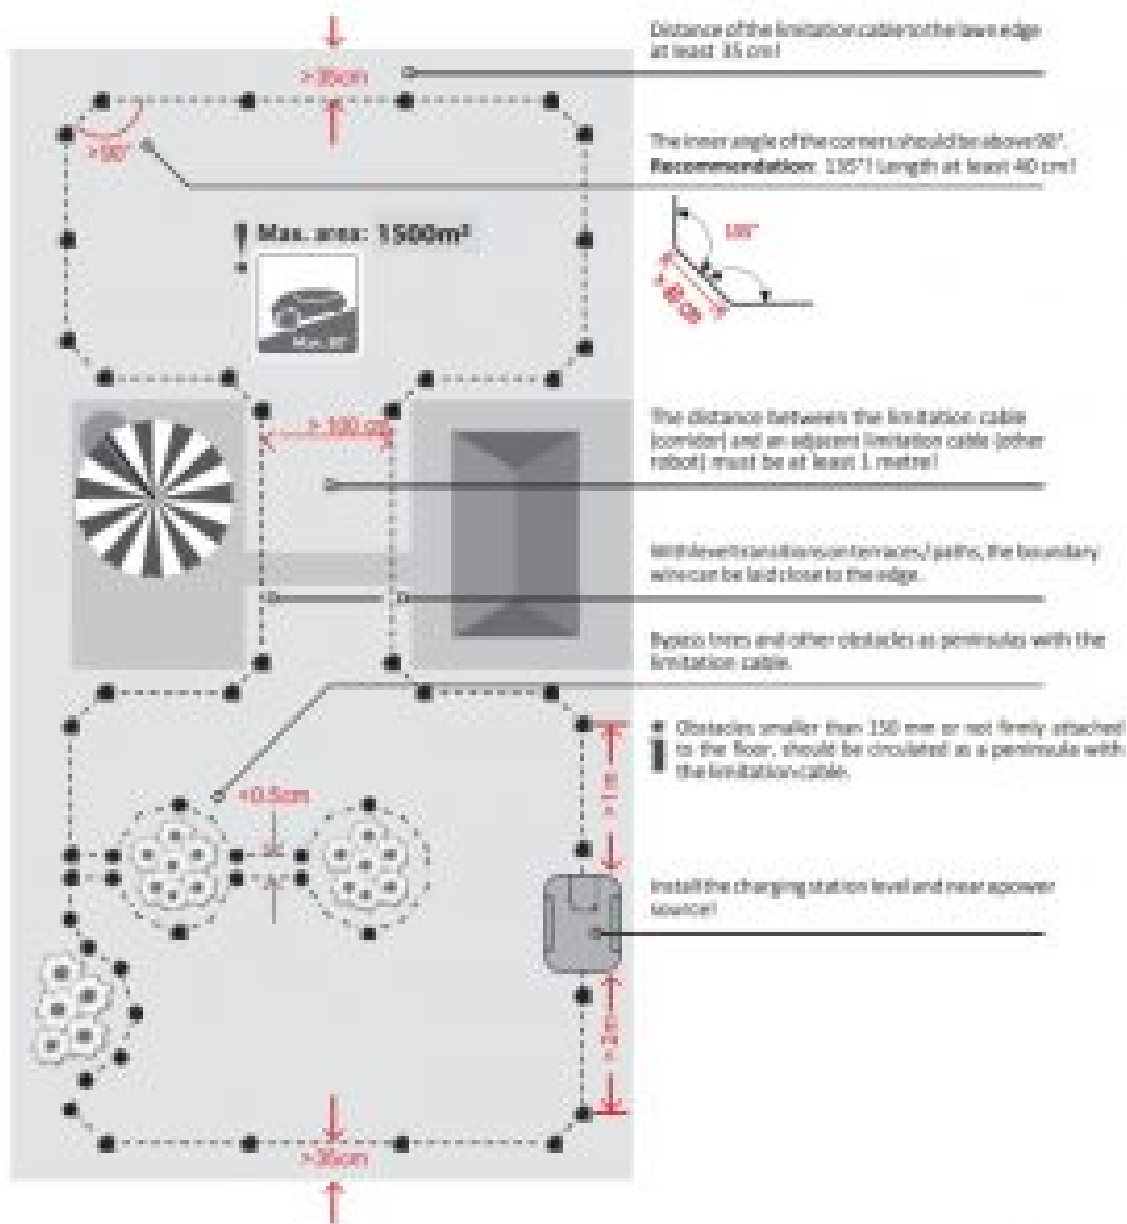 Distance of the limitation cable to the lawn edge
at least 35 cm!
>35cm
The inner angle of the corners should be above 90°.
Recommendation: 135°! Length at least 40 cm!
>90°
135°
Max. area: 1500m²
Max.
The distance between the limitation cable
(corridor) and an adjacent limitation cable (other
robot) must be at least 1 metre!
> 100 cm
With level transitions on terraces / paths, the boundary
wire can be laid close to the edge.
Bypass trees and other obstacles as peninsulas with the
limitation cable.
! Obstacles smaller than 150 mm or not firmly attached
to the floor, should be circulated as a peninsula with
the limitation cable.
<0.5cm
>1m
Install the charging station level and near a power
source!
>2m
>35cm